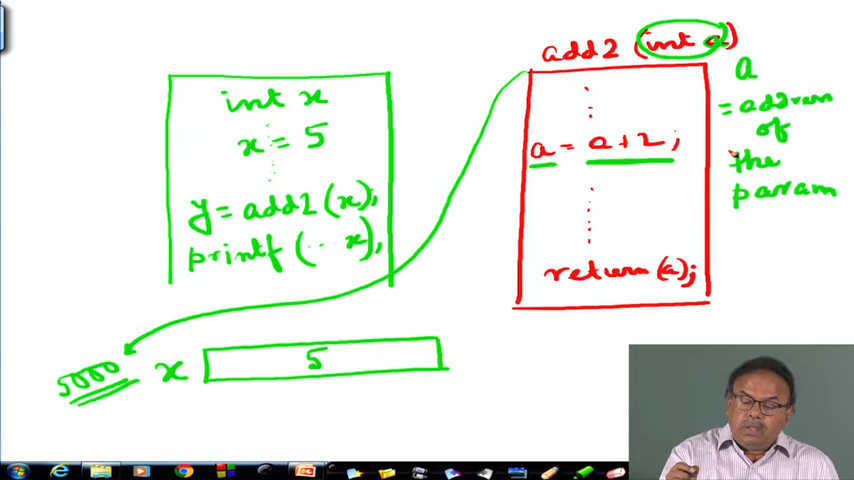 int x
x = 5
y = add2 (x);
printf (... x);
add2 (int a)
a = a + 2 ;
return (a);
a
= address
of
the
param
5000 x 5